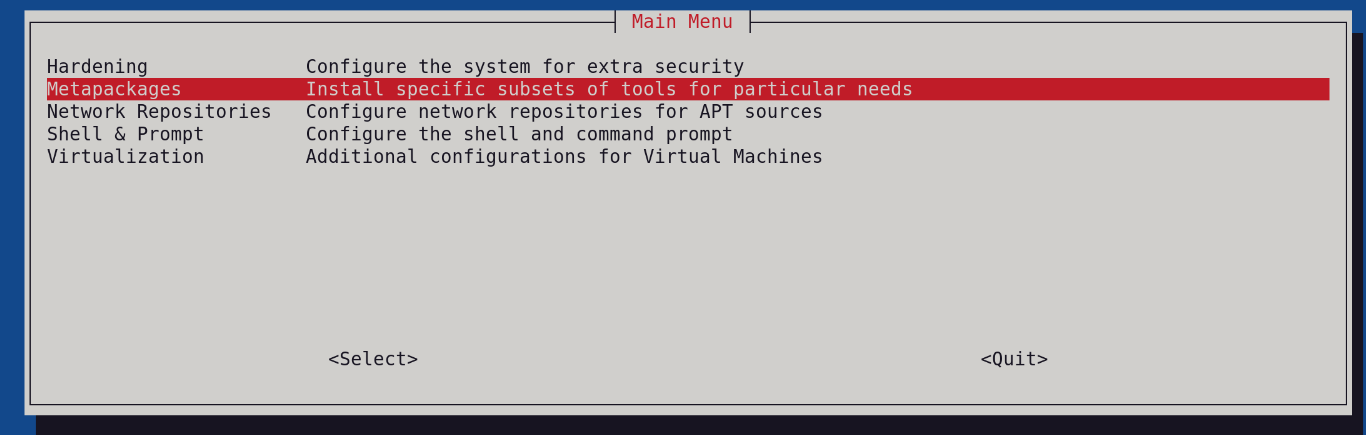 Main Menu
Hardening Configure the system for extra security
Metapackages Install specific subsets of tools for particular needs
Network Repositories Configure network repositories for APT sources
Shell & Prompt Configure the shell and command prompt
Virtualization Additional configurations for Virtual Machines
<Select> <Quit>